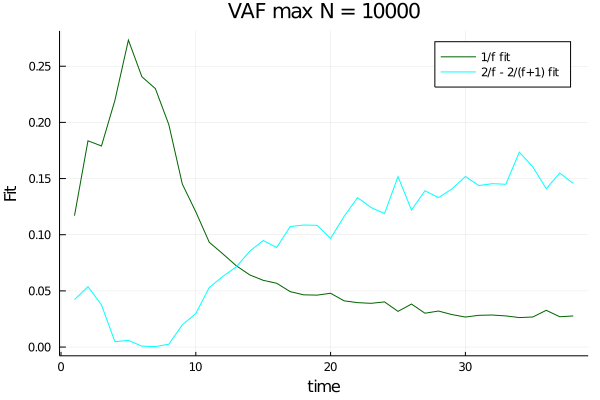 VAF max N = 10000
1/f fit
2/f - 2/(f+1) fit
Fit
0.25
0.20
0.15
0.10
0.05
0.00
0 10 20 30
time